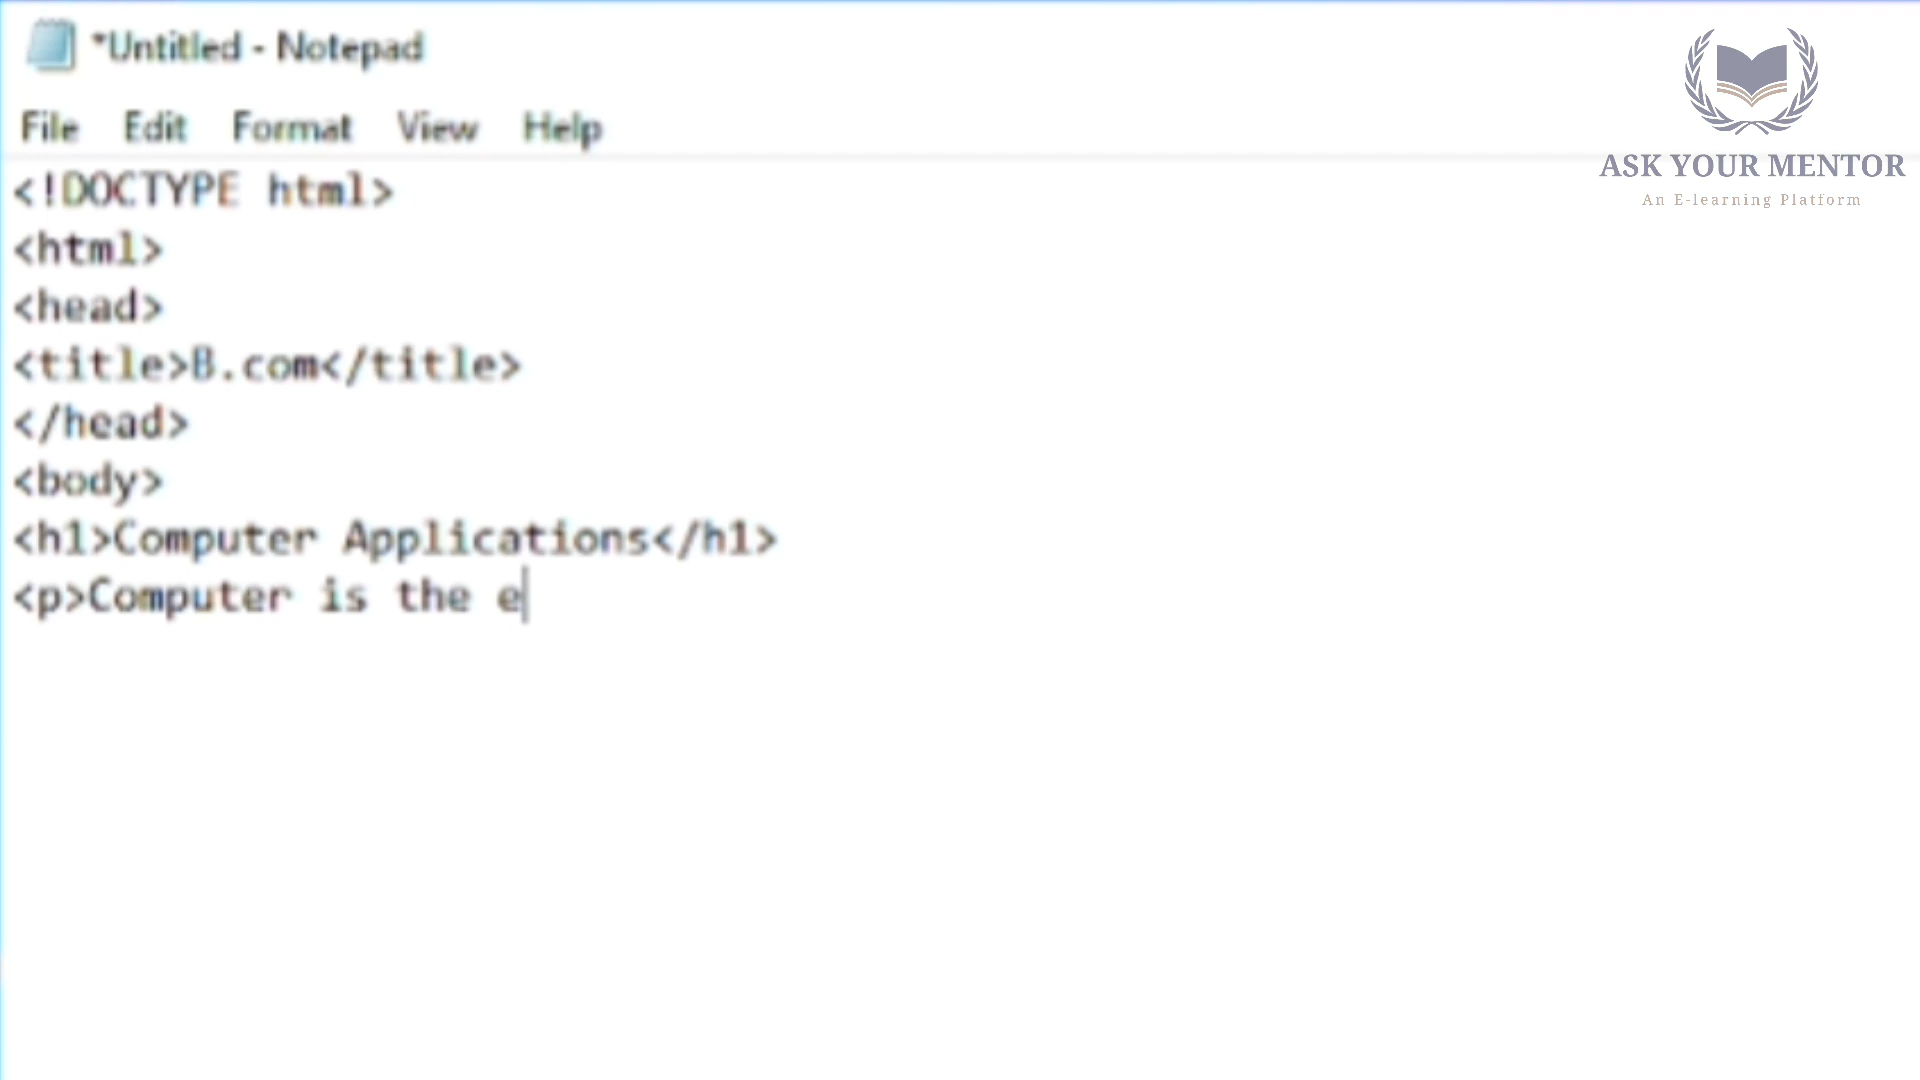 *Untitled - Notepad
File Edit Format View Help
<!DOCTYPE html>
<html>
<head>
<title>B.com</title>
</head>
<body>
<h1>Computer Applications</h1>
<p>Computer is the e
ASK YOUR MENTOR
An E-learning Platform